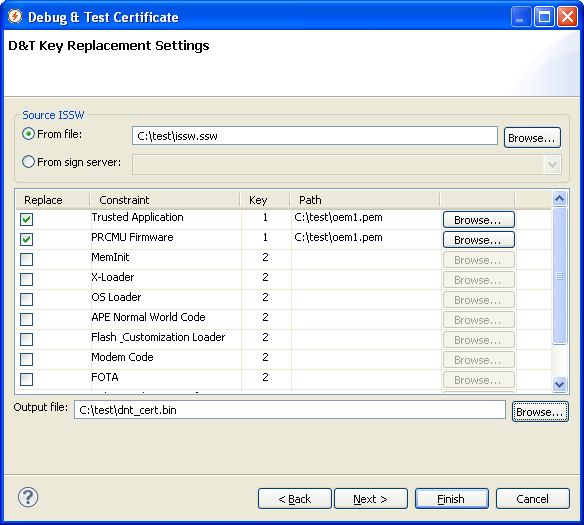 Debug & Test Certificate
D&T Key Replacement Settings
Source ISSW
From file: C:\test\issw.ssw Browse...
From sign server:
Replace Constraint Key Path
Trusted Application 1 C:\test\oem1.pem Browse...
PRCMU Firmware 1 C:\test\oem1.pem Browse...
MemInit 2 Browse...
X-Loader 2 Browse...
OS Loader 2 Browse...
APE Normal World Code 2 Browse...
Flash _Customization Loader 2 Browse...
Modem Code 2 Browse...
FOTA 2 Browse...
Output file: C:\test\dnt_cert.bin Browse...
? < Back Next > Finish Cancel